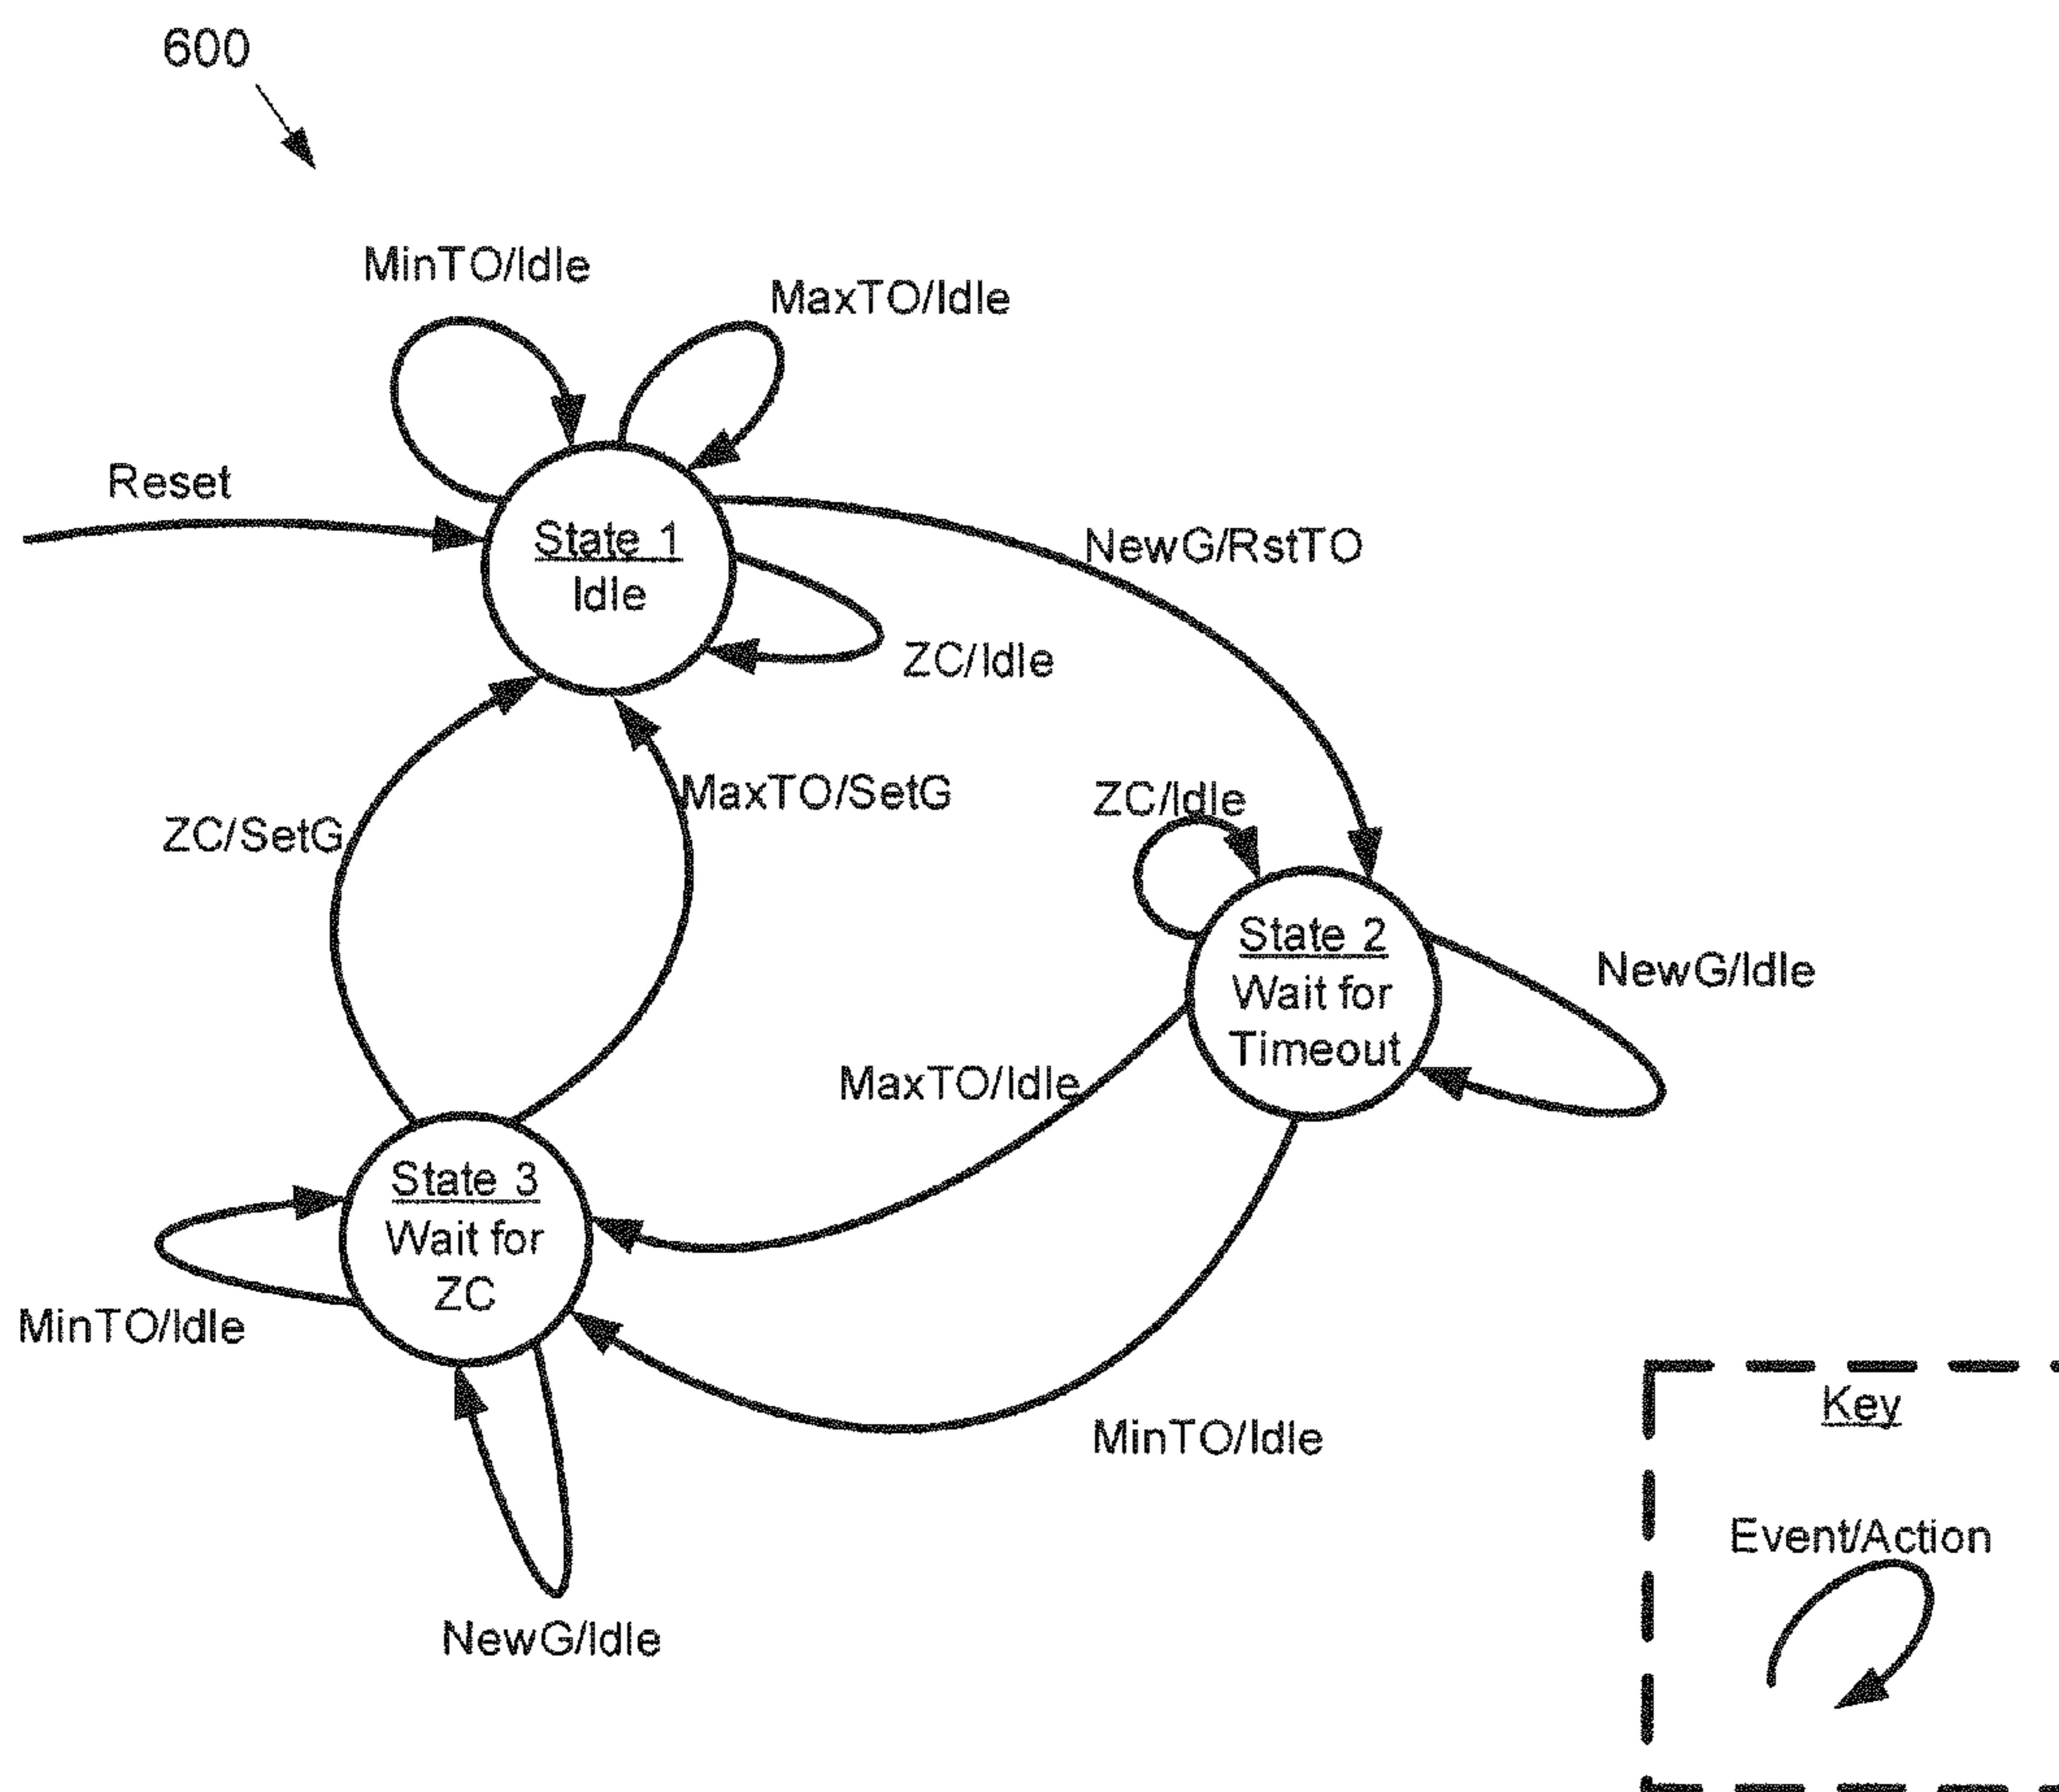 600
MinTO/Idle
MaxTO/Idle
Reset
State 1
Idle
NewG/RstTO
ZC/Idle
MaxTO/SetG
ZC/SetG
ZC/Idle
State 2
Wait for
Timeout
NewG/Idle
MaxTO/Idle
State 3
Wait for
ZC
MinTO/Idle
MinTO/Idle
NewG/Idle
Key
Event/Action